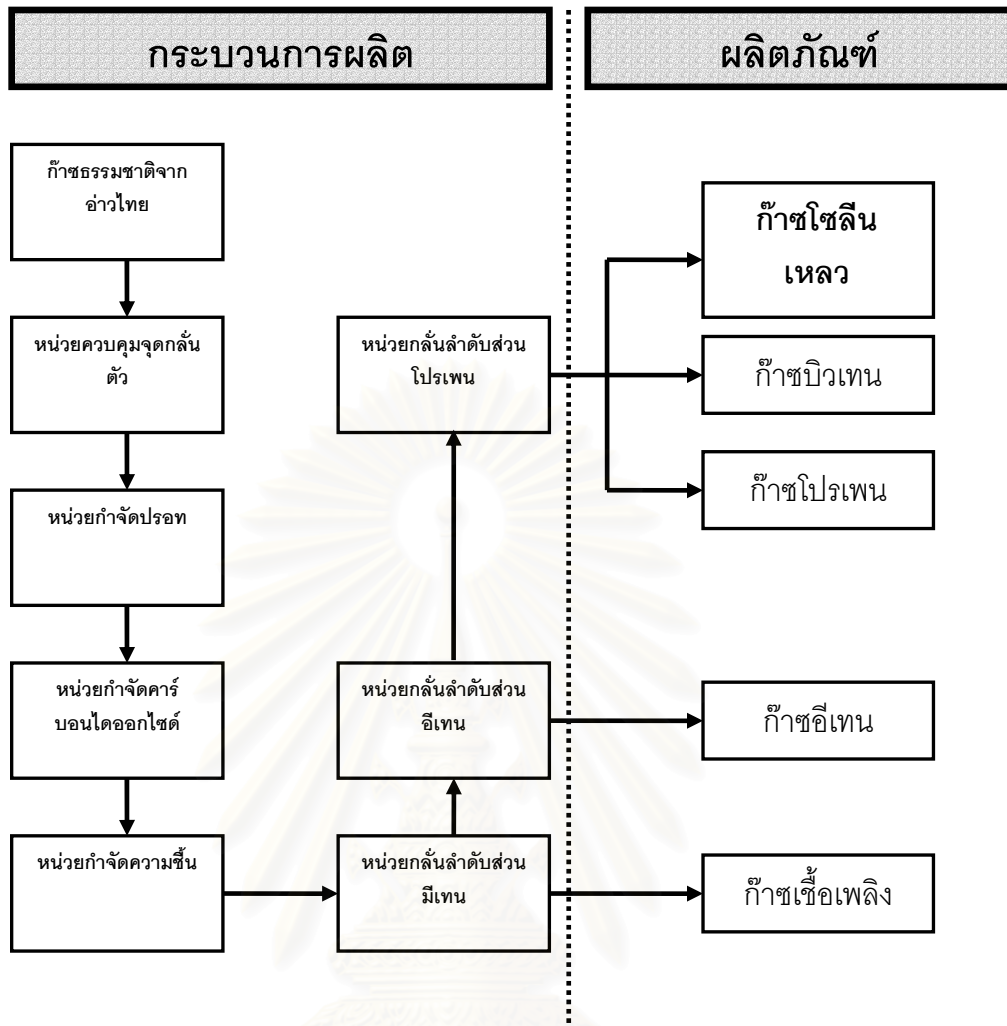 กระบวนการผลิต
ผลิตภัณฑ์
ก๊าซธรรมชาติจาก
อ่าวไทย
หน่วยควบคุมจุดกลั่น
ตัว
หน่วยกำจัดปรอท
หน่วยกำจัดคาร์
บอนไดออกไซด์
หน่วยกำจัดความชื้น
หน่วยกลั่นลำดับส่วน
โปรเพน
หน่วยกลั่นลำดับส่วน
อีเทน
หน่วยกลั่นลำดับส่วน
มีเทน
ก๊าซโซลีน
เหลว
ก๊าซบิวเทน
ก๊าซโปรเพน
ก๊าซอีเทน
ก๊าซเชื้อเพลิง